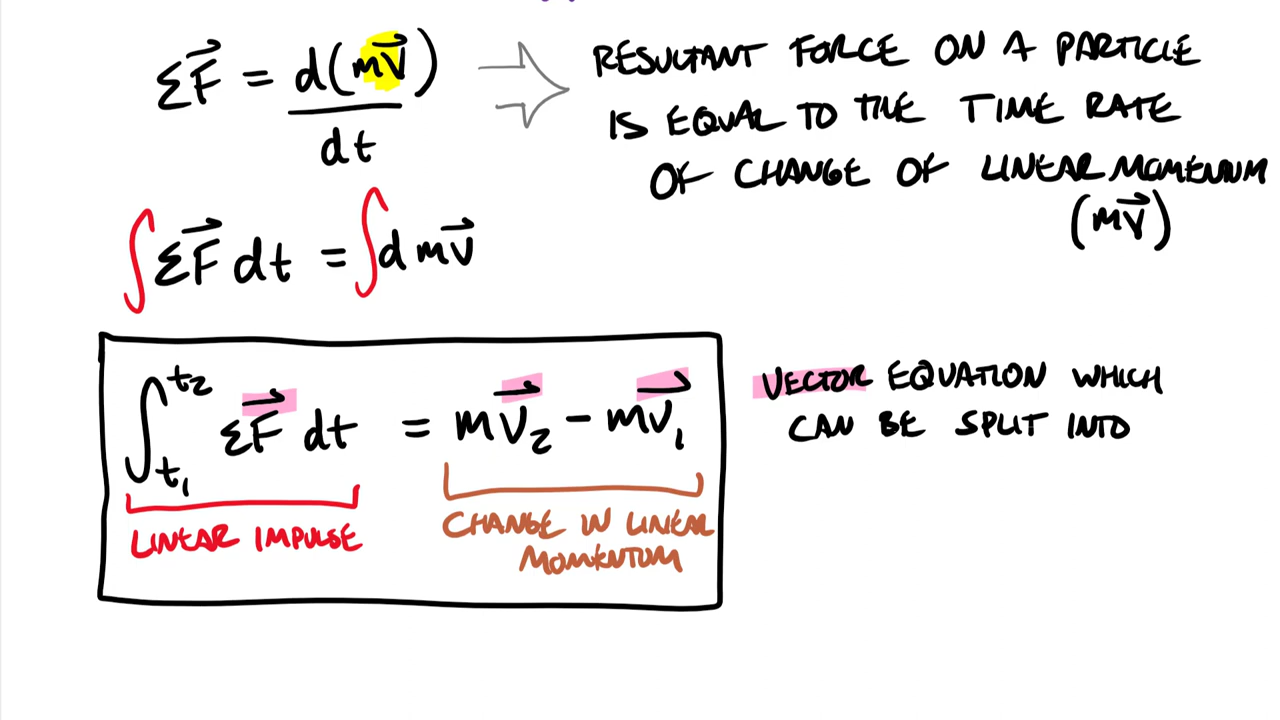 ΣF⃗ = d(mv⃗)/dt ⇒ RESULTANT FORCE ON A PARTICLE
IS EQUAL TO THE TIME RATE
OF CHANGE OF LINEAR MOMENTUM
(mv⃗)
∫ΣF⃗ dt = ∫d mv⃗
∫ₜ₁ᵗ² ΣF⃗ dt = mv⃗₂ − mv⃗₁
LINEAR IMPULSE
CHANGE IN LINEAR
MOMENTUM
VECTOR EQUATION WHICH
CAN BE SPLIT INTO